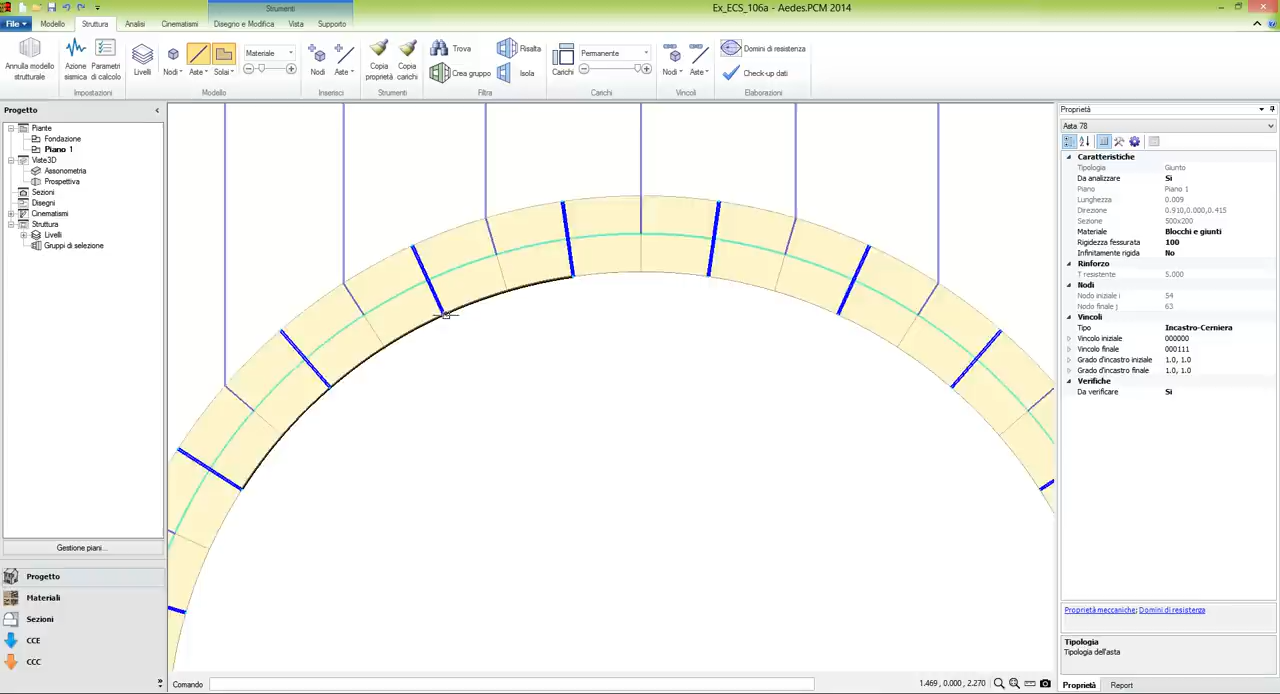 Strumenti
Ex_ECS_106a - Aedes.PCM 2014
File
Modello
Struttura
Analisi
Cinematismi
Disegno e Modifica
Vista
Supporto
Annulla modello strutturale
Azione sismica
Parametri di calcolo
Impostazioni
Livelli
Nodi
Aste
Solai
Materiale
Modello
Nodi
Aste
Inserisci
Copia proprietà
Copia carichi
Strumenti
Trova
Crea gruppo
Risalta
Isola
Filtra
Carichi
Permanente
Carichi
Nodi
Aste
Vincoli
Domini di resistenza
Check-up dati
Elaborazioni
Progetto
Piante
Fondazione
Piano 1
Viste3D
Assonometria
Prospettiva
Sezioni
Disegni
Cinematismi
Struttura
Livelli
Gruppi di selezione
Gestione piani...
Progetto
Materiali
Sezioni
CCE
CCC
Comando
1.469 , 0.000 , 2.270
Proprietà
Asta 78
Caratteristiche
Tipologia Giunto
Da analizzare Sì
Piano Piano 1
Lunghezza 0.009
Direzione 0.910,0.000,0.415
Sezione 500x200
Materiale Blocchi e giunti
Rigidezza fessurata 100
Infinitamente rigida No
Rinforzo
T resistente 5.000
Nodi
Nodo iniziale i 54
Nodo finale j 63
Vincoli
Tipo Incastro-Cerniera
Vincolo iniziale 000000
Vincolo finale 000111
Grado d'incastro iniziale 1.0, 1.0
Grado d'incastro finale 1.0, 1.0
Verifiche
Da verificare Sì
Proprietà meccaniche; Domini di resistenza
Tipologia
Tipologia dell'asta
Proprietà
Report